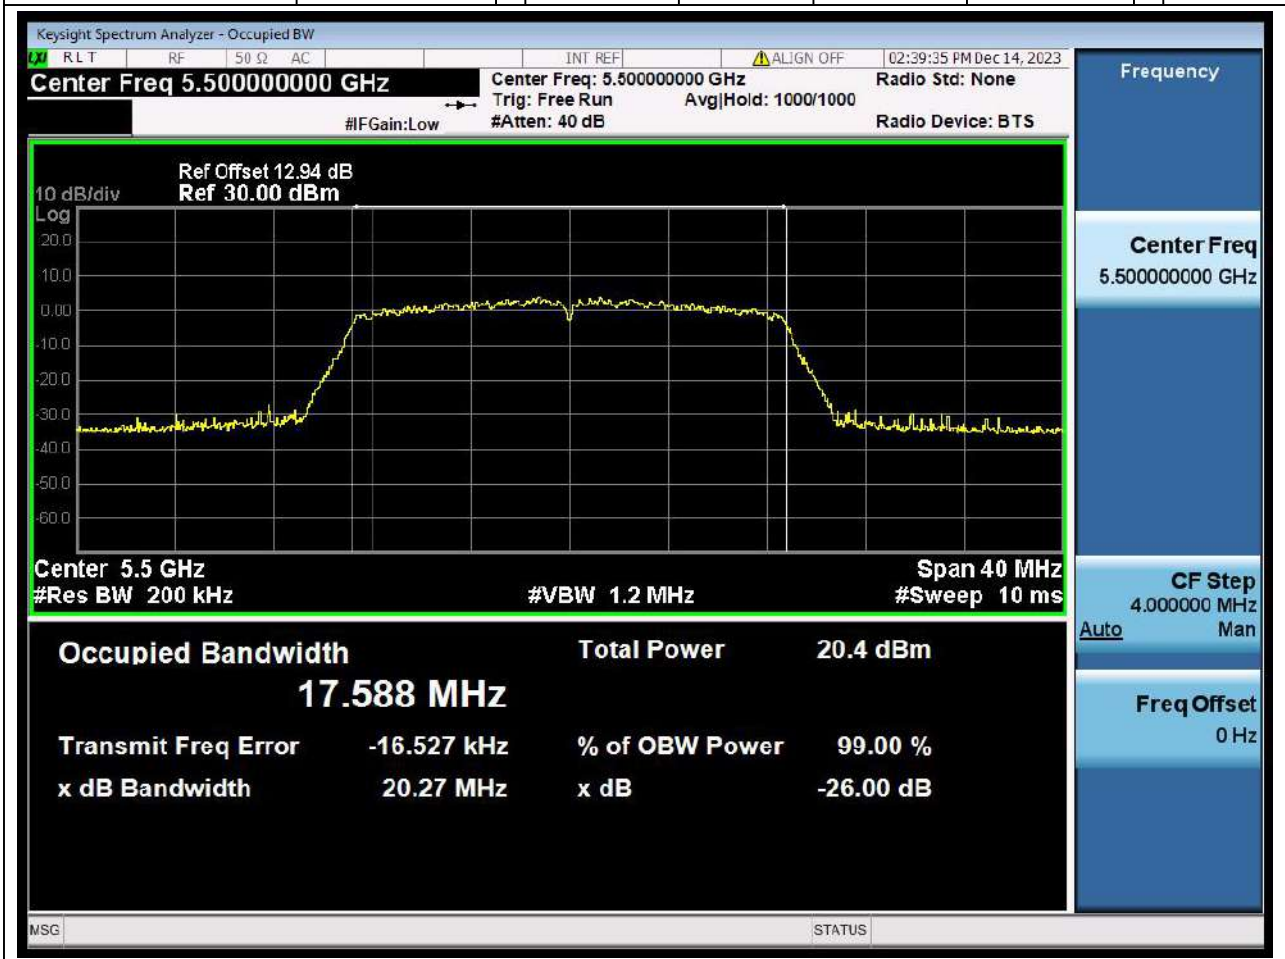 Keysight Spectrum Analyzer - Occupied BW
LXI RLT RF 50 Ω AC INT REF ALIGN OFF 02:39:35 PM Dec 14, 2023
Center Freq 5.500000000 GHz
Center Freq: 5.500000000 GHz
Radio Std: None
Trig: Free Run Avg|Hold: 1000/1000
#IFGain:Low #Atten: 40 dB Radio Device: BTS
Ref Offset 12.94 dB
10 dB/div Ref 30.00 dBm
Log
20.0
10.0
0.00
-10.0
-20.0
-30.0
-40.0
-50.0
-60.0
Center 5.5 GHz Span 40 MHz
#Res BW 200 kHz #VBW 1.2 MHz #Sweep 10 ms
Occupied Bandwidth Total Power 20.4 dBm
17.588 MHz
Transmit Freq Error -16.527 kHz % of OBW Power 99.00 %
x dB Bandwidth 20.27 MHz x dB -26.00 dB
MSG STATUS
Frequency
Center Freq
5.500000000 GHz
CF Step
4.000000 MHz
Auto Man
Freq Offset
0 Hz